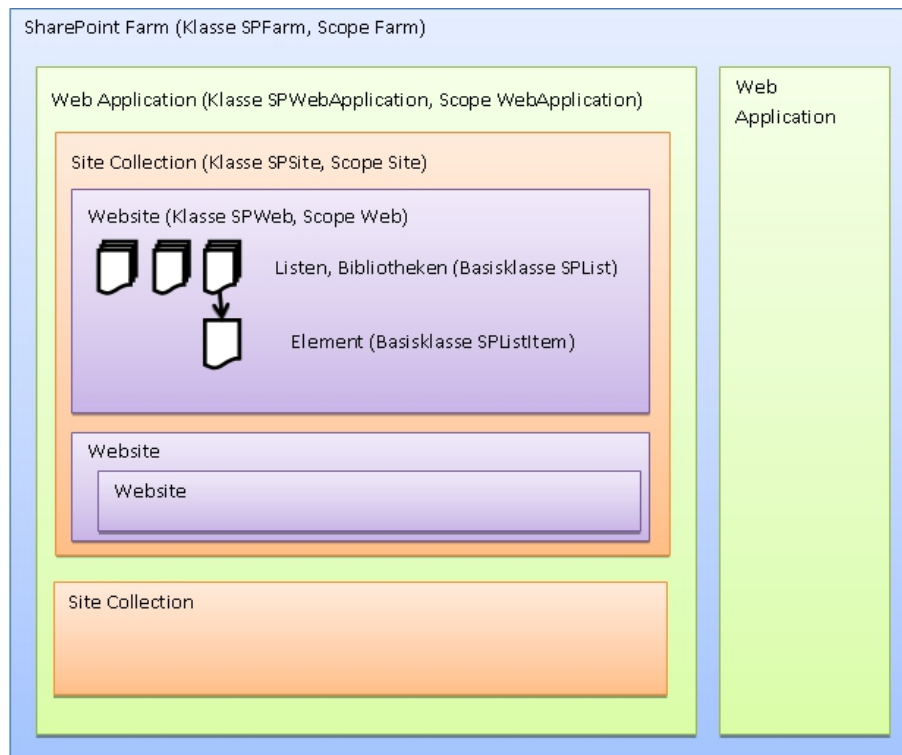 SharePoint Farm (Klasse SPFarm, Scope Farm)
Web Application (Klasse SPWebApplication, Scope WebApplication)
Site Collection (Klasse SPSite, Scope Site)
Website (Klasse SPWeb, Scope Web)
Listen, Bibliotheken (Basisklasse SPList)
Element (Basisklasse SPListItem)
Website
Website
Site Collection
Web
Application